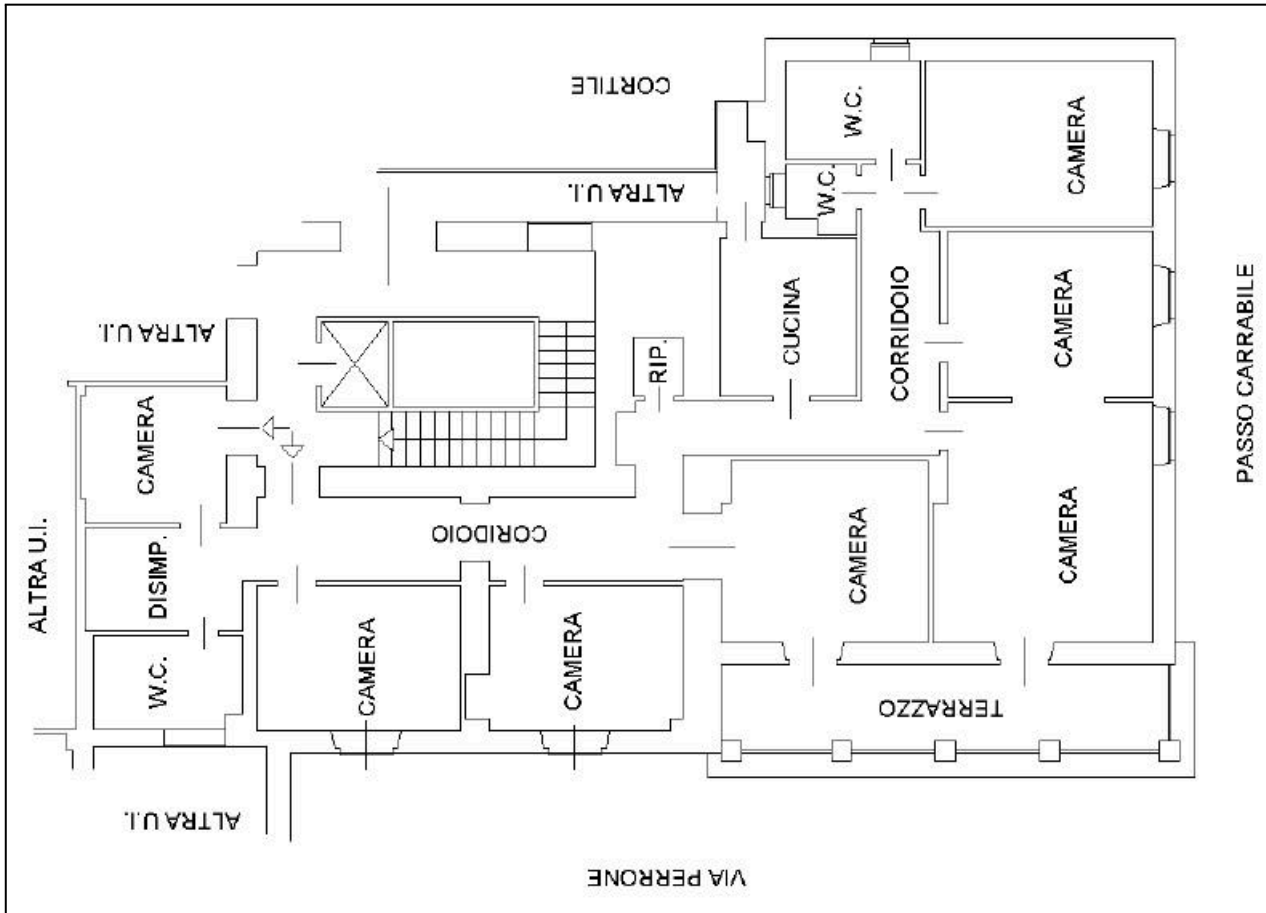 CORTILE
W.C.
CAMERA
ALTRA U.I.
W.C.
ALTRA U.I.
CUCINA
CORRIDOIO
CAMERA
PASSO CARRABILE
RIP.
CAMERA
ALTRA U.I.
DISIMP.
CORIDOIO
CAMERA
CAMERA
W.C.
CAMERA
CAMERA
TERRAZZO
ALTRA U.I.
VIA PERRONE